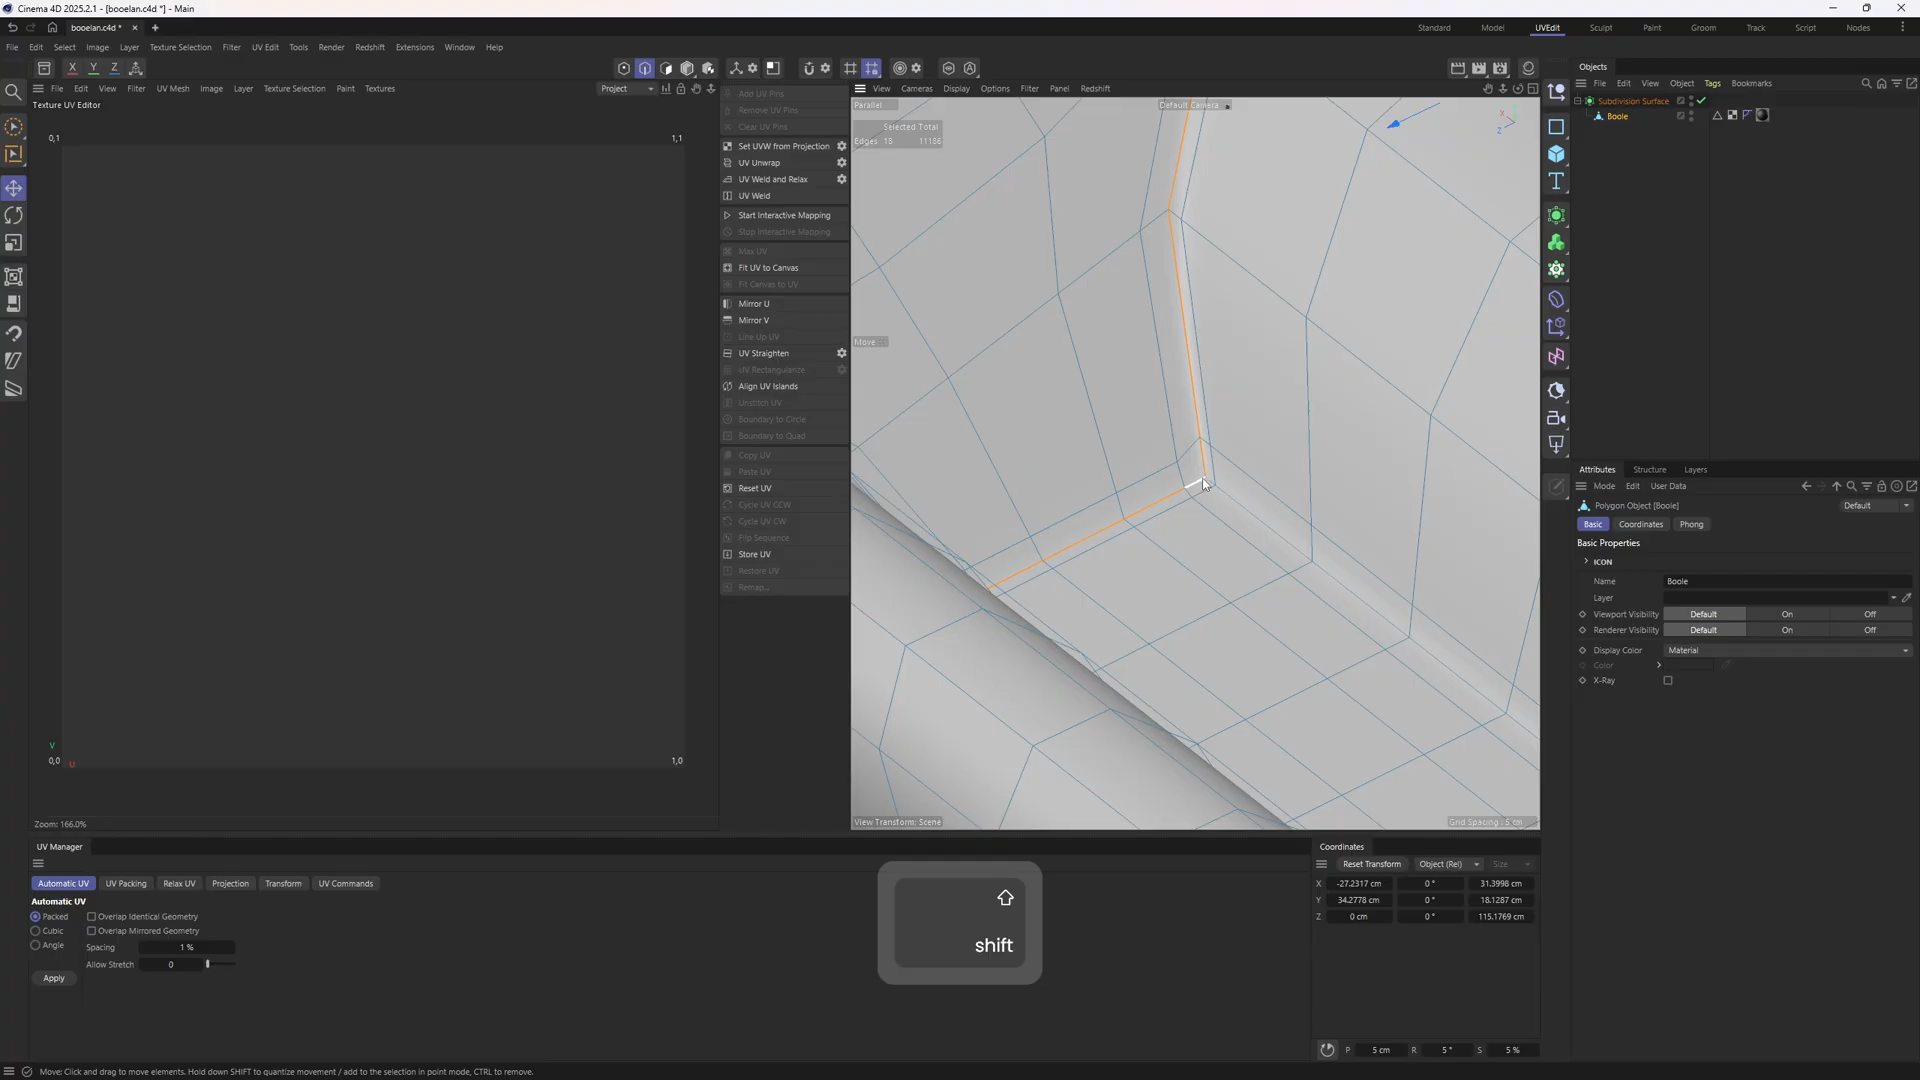 Cinema 4D 2025.2.1 - [booelan.c4d *] - Main
booelan.c4d *
Standard Model UVEdit Sculpt Paint Groom Track Script Nodes
File Edit Select Image Layer Texture Selection Filter UV Edit Tools Render Redshift Extensions Window Help
X Y Z
File Edit View Filter UV Mesh Image Layer Texture Selection Paint Textures Project
Texture UV Editor
0,1
1,1
V
0,0
U
1,0
Zoom: 166.0%
Add UV Pins
Remove UV Pins
Clear UV Pins
Set UVW from Projection
UV Unwrap
UV Weld and Relax
UV Weld
Start Interactive Mapping
Stop Interactive Mapping
Max UV
Fit UV to Canvas
Fit Canvas to UV
Mirror U
Mirror V
Line Up UV
UV Straighten
UV Rectangularize
Align UV Islands
Unstitch UV
Boundary to Circle
Boundary to Quad
Copy UV
Paste UV
Reset UV
Cycle UV CCW
Cycle UV CW
Flip Sequence
Store UV
Restore UV
Remap...
View Cameras Display Options Filter Panel Redshift
Parallel
Default Camera
Selected Total
Edges 18 11186
Move
X
Z
View Transform: Scene
Grid Spacing : 5 cm
Objects
File Edit View Object Tags Bookmarks
Subdivision Surface
Boole
Attributes Structure Layers
Mode Edit User Data
Polygon Object [Boole]
Default
Basic Coordinates Phong
Basic Properties
ICON
Name Boole
Layer
Viewport Visibility Default On Off
Renderer Visibility Default On Off
Display Color Material
Color
X-Ray
UV Manager
Automatic UV UV Packing Relax UV Projection Transform UV Commands
Automatic UV
Packed Overlap Identical Geometry
Cubic Overlap Mirrored Geometry
Angle Spacing 1 %
Allow Stretch 0
Apply
shift
Coordinates
Reset Transform Object (Rel) Size
X -27.2317 cm 0 ° 31.3998 cm
Y 34.2778 cm 0 ° 18.1287 cm
Z 0 cm 0 ° 115.1769 cm
P 5 cm R 5 ° S 5 %
Move: Click and drag to move elements. Hold down SHIFT to quantize movement / add to the selection in point mode, CTRL to remove.